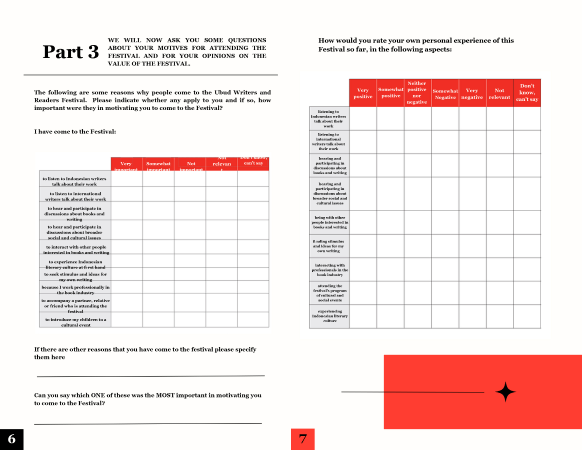 Part 3
WE WILL NOW ASK YOU SOME QUESTIONS
ABOUT YOUR MOTIVES FOR ATTENDING THE
FESTIVAL AND FOR YOUR OPINIONS ON THE
VALUE OF THE FESTIVAL.
The following are some reasons why people come to the Ubud Writers and
Readers Festival. Please indicate whether any apply to you and if so, how
important were they in motivating you to come to the Festival?
I have come to the Festival:
Very important
Somewhat important
Not important
Not relevan
can't say
to listen to Indonesian writers
talk about their work
to listen to international
writers talk about their work
to hear and participate in
discussions about books and
writing
to hear and participate in
discussions about broader
social and cultural issues
to interact with other people
interested in books and writing
to experience Indonesian
literary culture at first hand
to seek stimulus and ideas for
my own writing
because I work professionally in
the book industry
to accompany a partner, relative
or friend who is attending the
festival
to introduce my children to a
cultural event
If there are other reasons that you have come to the festival please specify
them here
Can you say which ONE of these was the MOST important in motivating you
to come to the Festival?
6
How would you rate your own personal experience of this
Festival so far, in the following aspects:
Very positive
Somewhat positive
Neither positive nor negative
Somewhat Negative
Very negative
Not relevant
Don't know, can't say
listening to
Indonesian writers
talk about their
work
listening to
international
writers talk about
their work
hearing and
participating in
discussions about
books and writing
hearing and
participating in
discussions about
broader social and
cultural issues
being with other
people interested in
books and writing
finding stimulus
and ideas for my
own writing
interacting with
professionals in the
book industry
attending the
festival's program
of cultural and
social events
experiencing
Indonesian literary
culture
7